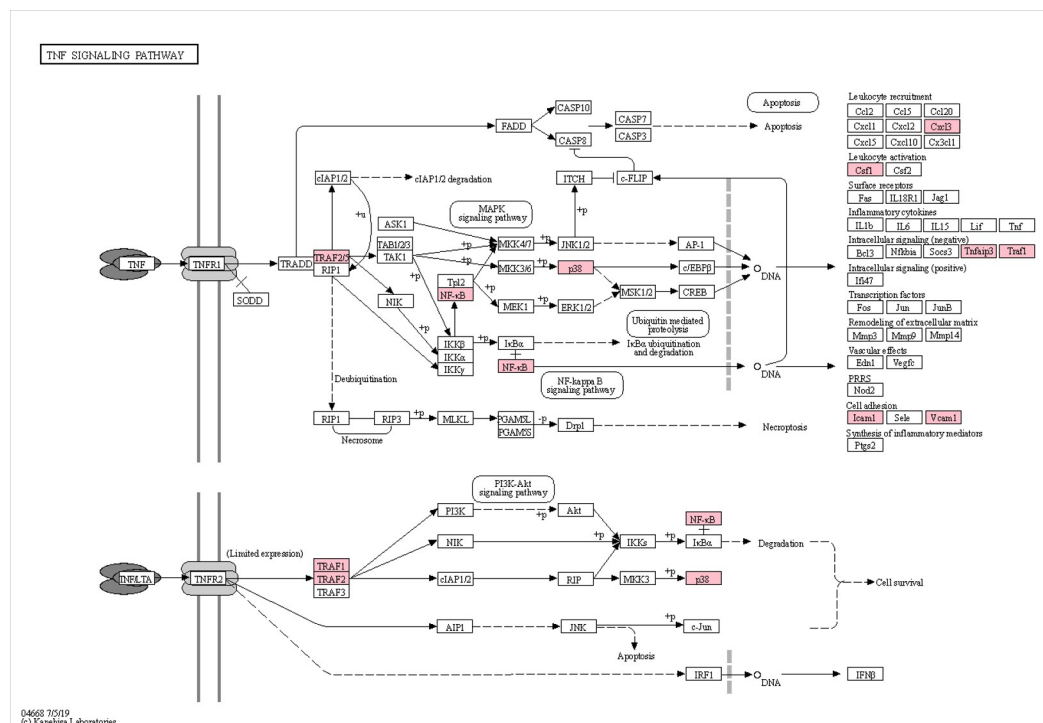 TNF SIGNALING PATHWAY
CASP10
FADD
CASP7
CASP3
CASP8
Apoptosis
Apoptosis
cIAP1/2
cIAP1/2 degradation
ITCH
c-FLIP
+u
MAPK
signaling pathway
+p
ASK1
TAB1/2/3
TAK1
+p
MKK4/7
+p
JNK1/2
AP-1
TNF
TNFR1
TRADD
TRAF2/5
RIP1
+p
MKK3/6
+p
p38
c/EBPβ
DNA
SODD
NIK
Tpl2
NF-κB
+p
+p
MEK1
+p
ERK1/2
MSK1/2
CREB
+p
+p
IKKβ
IKKα
IKKγ
+p
IκBα
+
NF-κB
Ubiquitin mediated
proteolysis
IκBα ubiquitination
and degradation
DNA
NF-kappa B
signaling pathway
Deubiquitination
RIP1
RIP3
+p
MLKL
PGAM5L
PGAM5S
-p
Drp1
Necroptosis
Necrosome
Leukocyte recruitment
Ccl2 Ccl5 Ccl20
Cxcl1 Cxcl2 Cxcl3
Cxcl5 Cxcl10 Cx3cl1
Leukocyte activation
Csf1 Csf2
Surface receptors
Fas IL18R1 Jag1
Inflammatory cytokines
IL1b IL6 IL15 Lif Tnf
Intracellular signaling (negative)
Bcl3 Nfkbia Socs3 Tnfaip3 Traf1
Intracellular signaling (positive)
Ifi47
Transcription factors
Fos Jun JunB
Remodeling of extracellular matrix
Mmp3 Mmp9 Mmp14
Vascular effects
Edn1 Vegfc
PRRS
Nod2
Cell adhesion
Icam1 Sele Vcam1
Synthesis of inflammatory mediators
Ptgs2
PI3K-Akt
signaling pathway
PI3K
+p
Akt
NF-κB
+
NIK
+p
IKKs
+p
IκBα
Degradation
(Limited expression)
TNF/LTA
TNFR2
TRAF1
TRAF2
TRAF3
cIAP1/2
RIP
MKK3
+p
p38
Cell survival
AIP1
JNK
+p
c-Jun
Apoptosis
IRF1
DNA
IFNβ
04668 7/5/19
(c) Kanehisa Laboratories